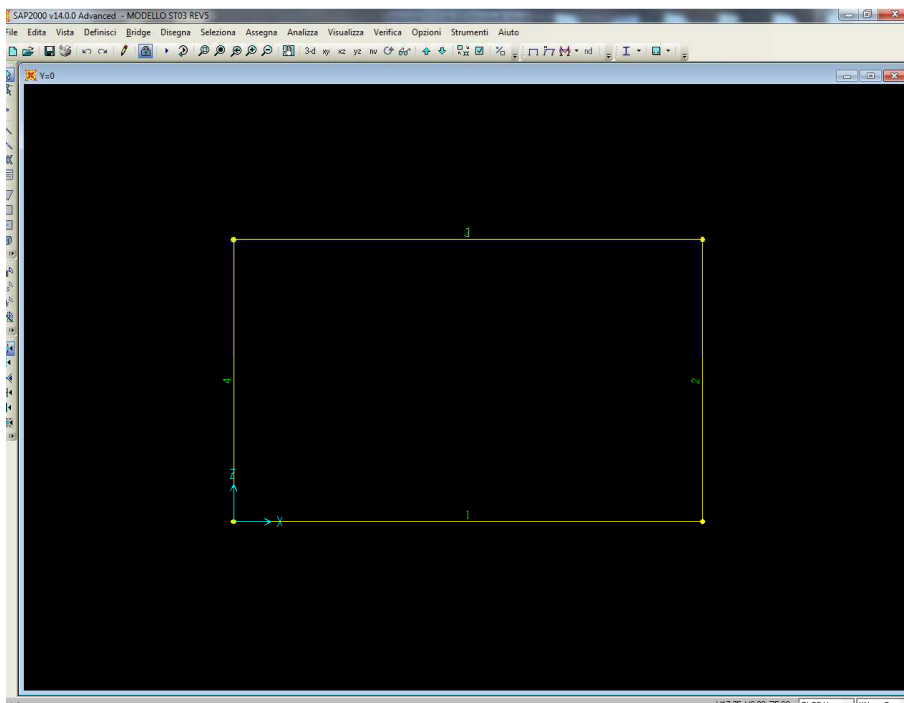 SAP2000 v14.0.0 Advanced - MODELLO ST03 REV5
File Edita Vista Definisci Bridge Disegna Seleziona Assegna Analizza Visualizza Verifica Opzioni Strumenti Aiuto
3-d xy xz yz nv nd
Y=0
3
4 2
Z
X
1